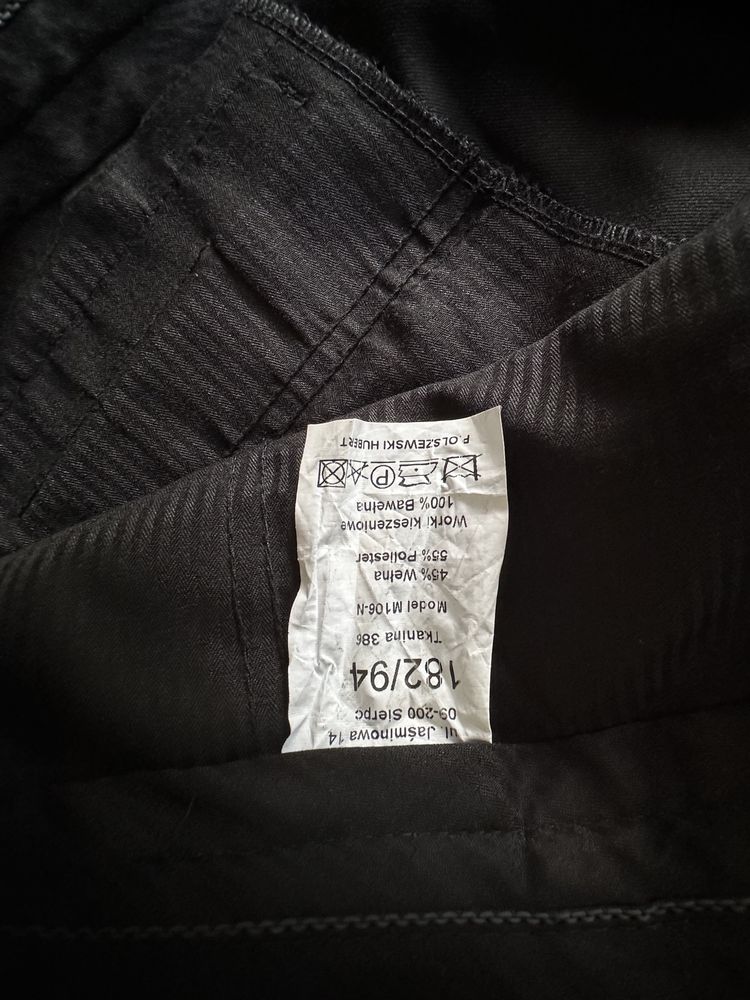 ul. Jaśminowa 14
09-200 Sierpc
182/94
Tkanina 386
Model M106-N
45% Wełna
55% Poliester
Worki kieszeniowe
100% Bawełna
P
P.OLSZEWSKI HUBERT